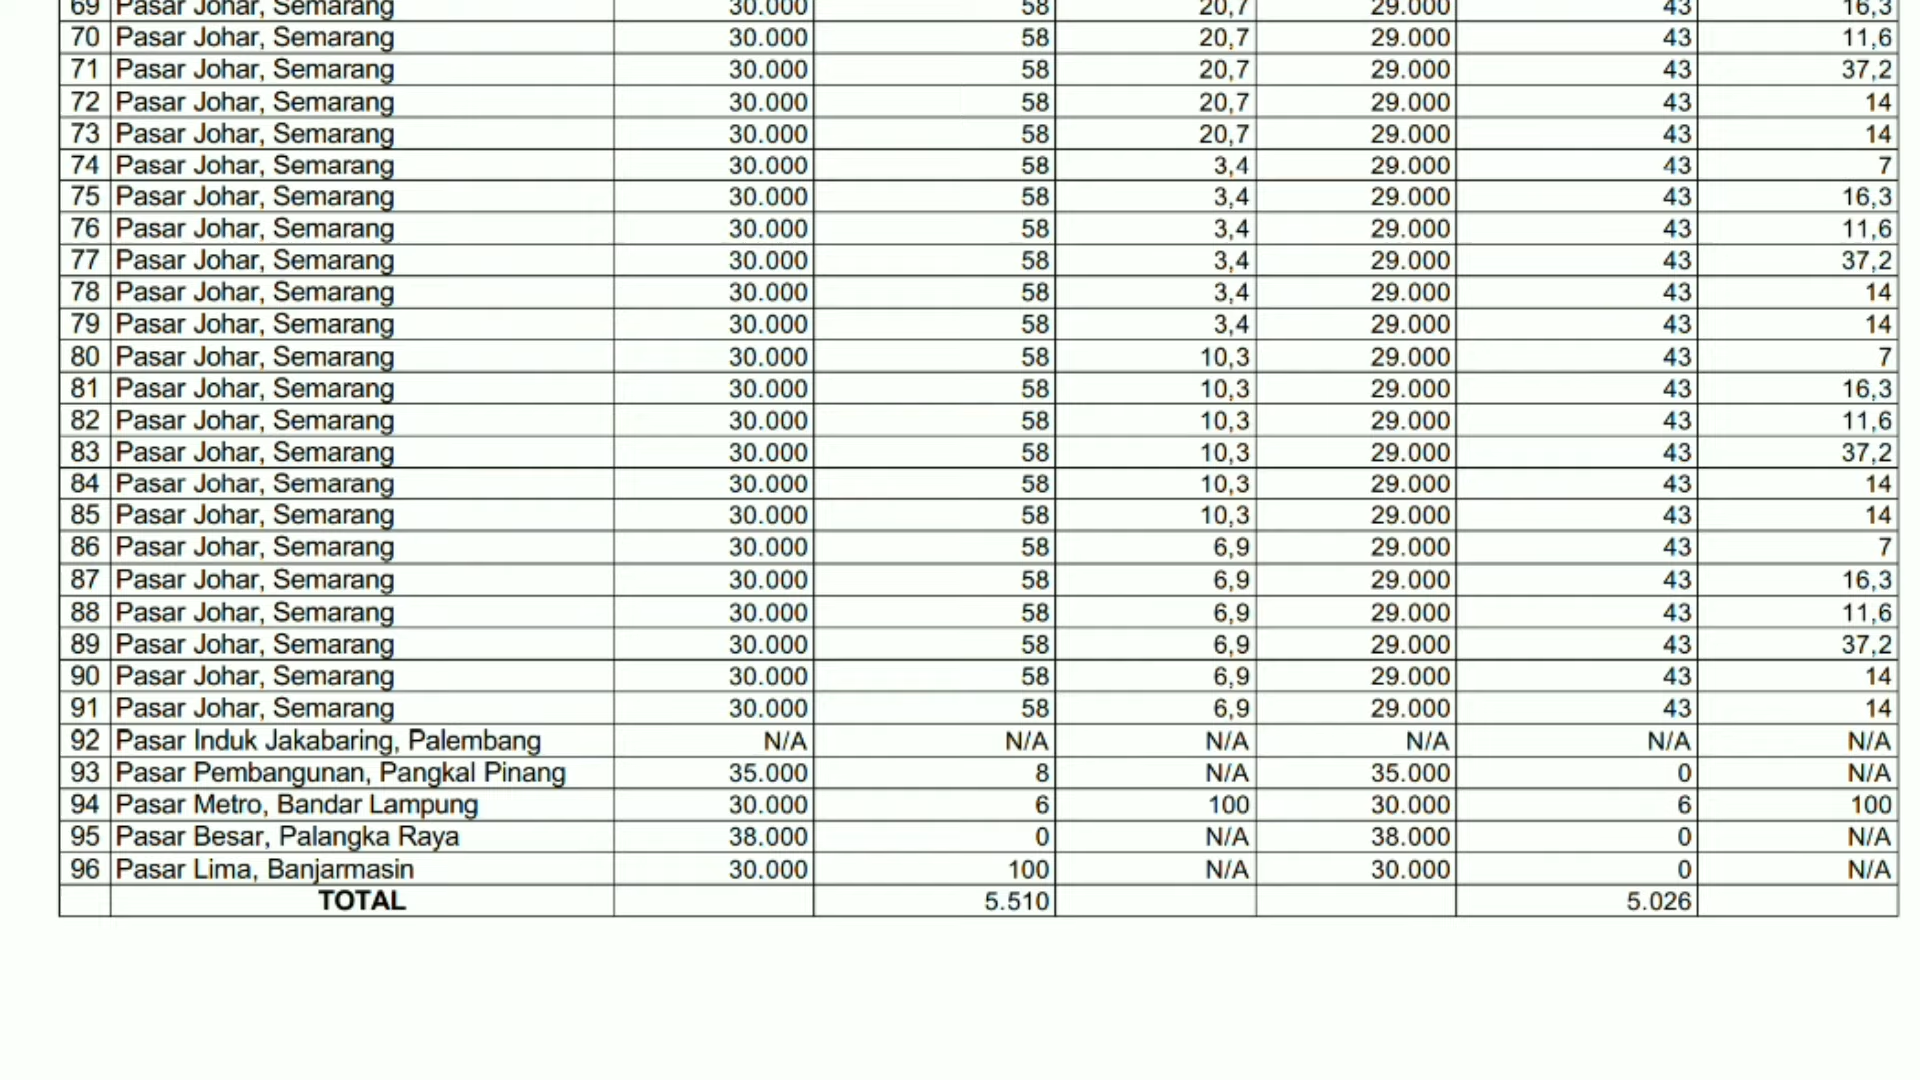 69 Pasar Johar, Semarang 30.000 58 20,7 29.000 43 16,3
70 Pasar Johar, Semarang 30.000 58 20,7 29.000 43 11,6
71 Pasar Johar, Semarang 30.000 58 20,7 29.000 43 37,2
72 Pasar Johar, Semarang 30.000 58 20,7 29.000 43 14
73 Pasar Johar, Semarang 30.000 58 20,7 29.000 43 14
74 Pasar Johar, Semarang 30.000 58 3,4 29.000 43 7
75 Pasar Johar, Semarang 30.000 58 3,4 29.000 43 16,3
76 Pasar Johar, Semarang 30.000 58 3,4 29.000 43 11,6
77 Pasar Johar, Semarang 30.000 58 3,4 29.000 43 37,2
78 Pasar Johar, Semarang 30.000 58 3,4 29.000 43 14
79 Pasar Johar, Semarang 30.000 58 3,4 29.000 43 14
80 Pasar Johar, Semarang 30.000 58 10,3 29.000 43 7
81 Pasar Johar, Semarang 30.000 58 10,3 29.000 43 16,3
82 Pasar Johar, Semarang 30.000 58 10,3 29.000 43 11,6
83 Pasar Johar, Semarang 30.000 58 10,3 29.000 43 37,2
84 Pasar Johar, Semarang 30.000 58 10,3 29.000 43 14
85 Pasar Johar, Semarang 30.000 58 10,3 29.000 43 14
86 Pasar Johar, Semarang 30.000 58 6,9 29.000 43 7
87 Pasar Johar, Semarang 30.000 58 6,9 29.000 43 16,3
88 Pasar Johar, Semarang 30.000 58 6,9 29.000 43 11,6
89 Pasar Johar, Semarang 30.000 58 6,9 29.000 43 37,2
90 Pasar Johar, Semarang 30.000 58 6,9 29.000 43 14
91 Pasar Johar, Semarang 30.000 58 6,9 29.000 43 14
92 Pasar Induk Jakabaring, Palembang N/A N/A N/A N/A N/A N/A
93 Pasar Pembangunan, Pangkal Pinang 35.000 8 N/A 35.000 0 N/A
94 Pasar Metro, Bandar Lampung 30.000 6 100 30.000 6 100
95 Pasar Besar, Palangka Raya 38.000 0 N/A 38.000 0 N/A
96 Pasar Lima, Banjarmasin 30.000 100 N/A 30.000 0 N/A
TOTAL 5.510 5.026